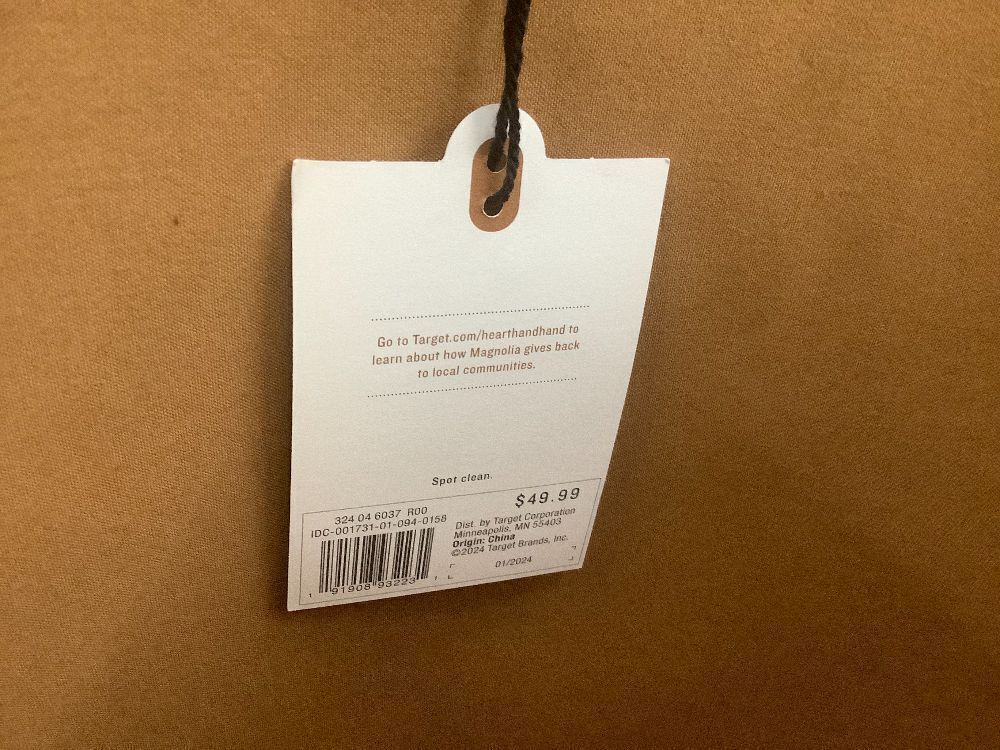 Go to Target.com/hearthandhand to
learn about how Magnolia gives back
to local communities.
Spot clean.
$49.99
324 04 6037 R00
IDC-001731-01-094-0158
Dist. by Target Corporation
Minneapolis, MN 55403
Origin: China
©2024 Target Brands, Inc.
01/2024
1 91908 93223 1